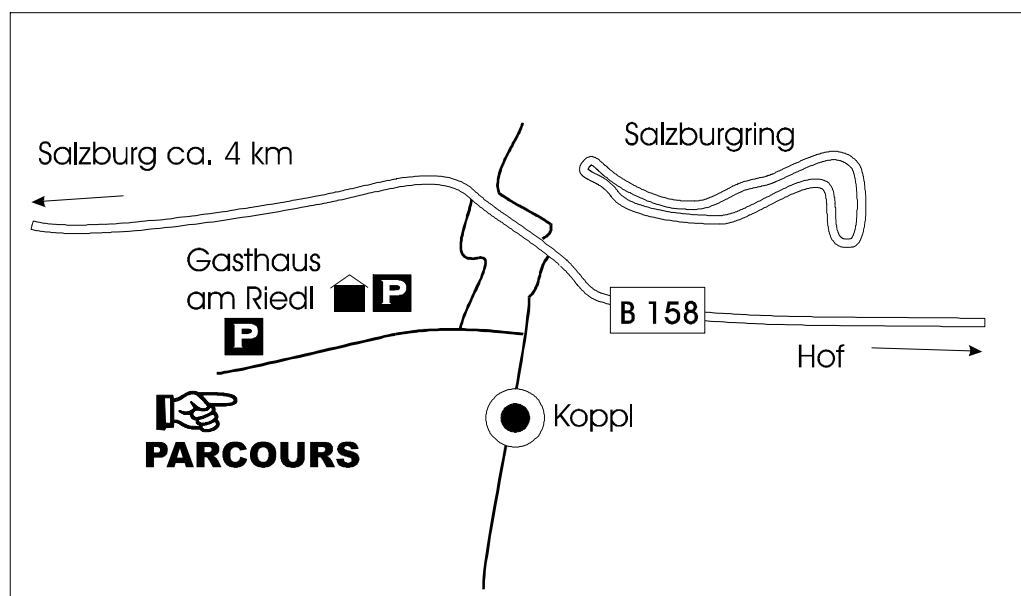 Salzburg ca. 4 km
Salzburgring
Gasthaus
am Riedl P
P
B 158
Hof
Koppl
PARCOURS